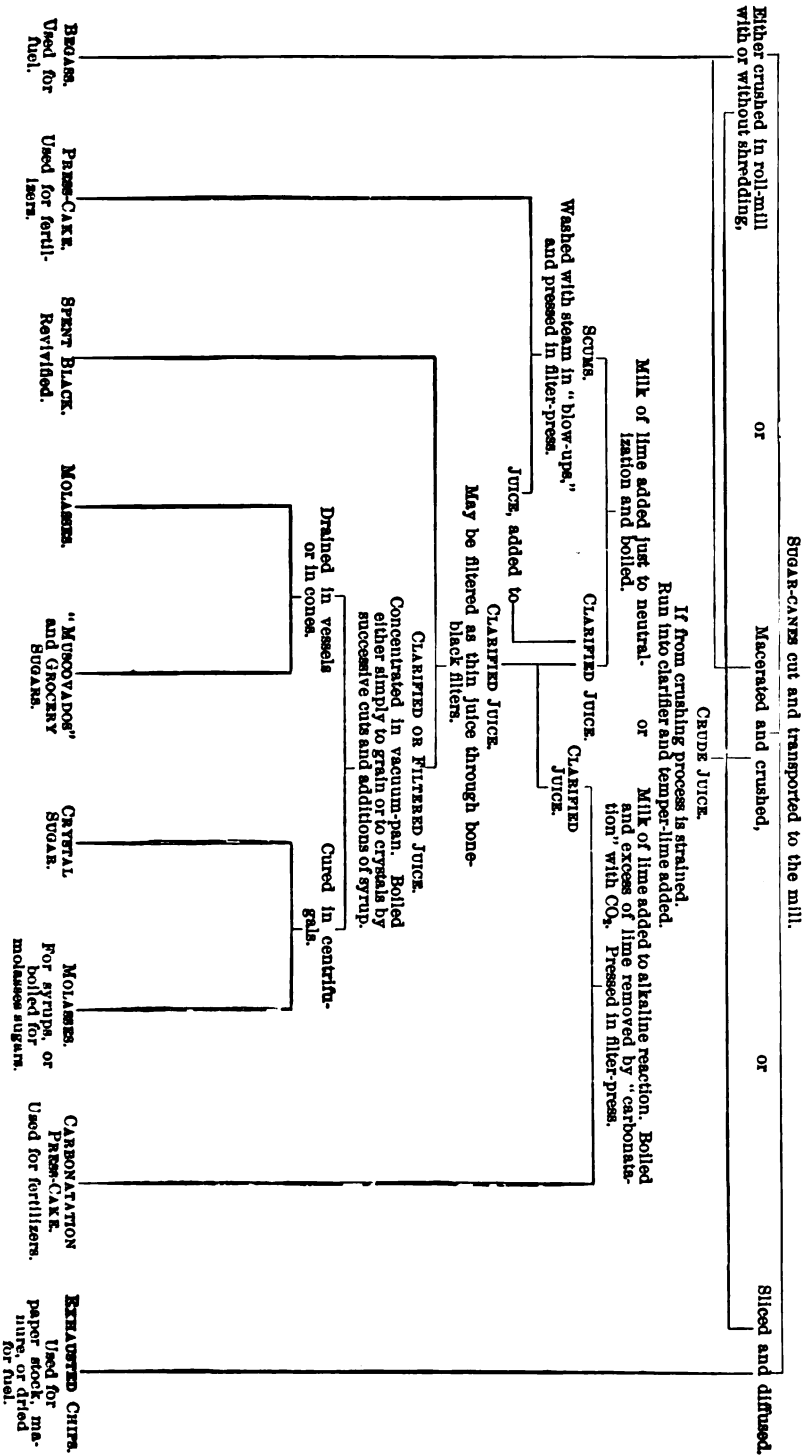 SUGAR-CANES cut and transported to the mill.
Either crushed in roll-mill
with or without shredding,
or
Macerated and crushed,
or
Sliced and diffused.
CRUDE JUICE.
If from crushing process is strained.
Run into clarifier and temper-lime added.
Milk of lime added just to neutral-
ization and boiled.
or
Milk of lime added to alkaline reaction. Boiled
and excess of lime removed by "carbonata-
tion" with CO₂. Pressed in filter-press.
SCUMS.
Washed with steam in "blow-ups,"
and pressed in filter-press.
CLARIFIED JUICE.
CLARIFIED
JUICE.
JUICE, added to
CLARIFIED JUICE.
May be filtered as thin juice through bone-
black filters.
CLARIFIED OR FILTERED JUICE.
Concentrated in vacuum-pan. Boiled
either simply to grain or to crystals by
successive cuts and additions of syrup.
Drained in vessels
or in cones.
Cured in centrifu-
gals.
BEGASS.
Used for
fuel.
PRESS-CAKE.
Used for fertil-
izers.
SPENT BLACK.
Revivified.
MOLASSES.
"MUSCOVADOS"
and GROCERY
SUGARS.
CRYSTAL
SUGAR.
MOLASSES.
For syrups, or
boiled for
molasses sugars.
CARBONATATION
PRESS-CAKE.
Used for fertilizers.
EXHAUSTED CHIPS.
Used for
paper stock, ma-
nure, or dried
for fuel.